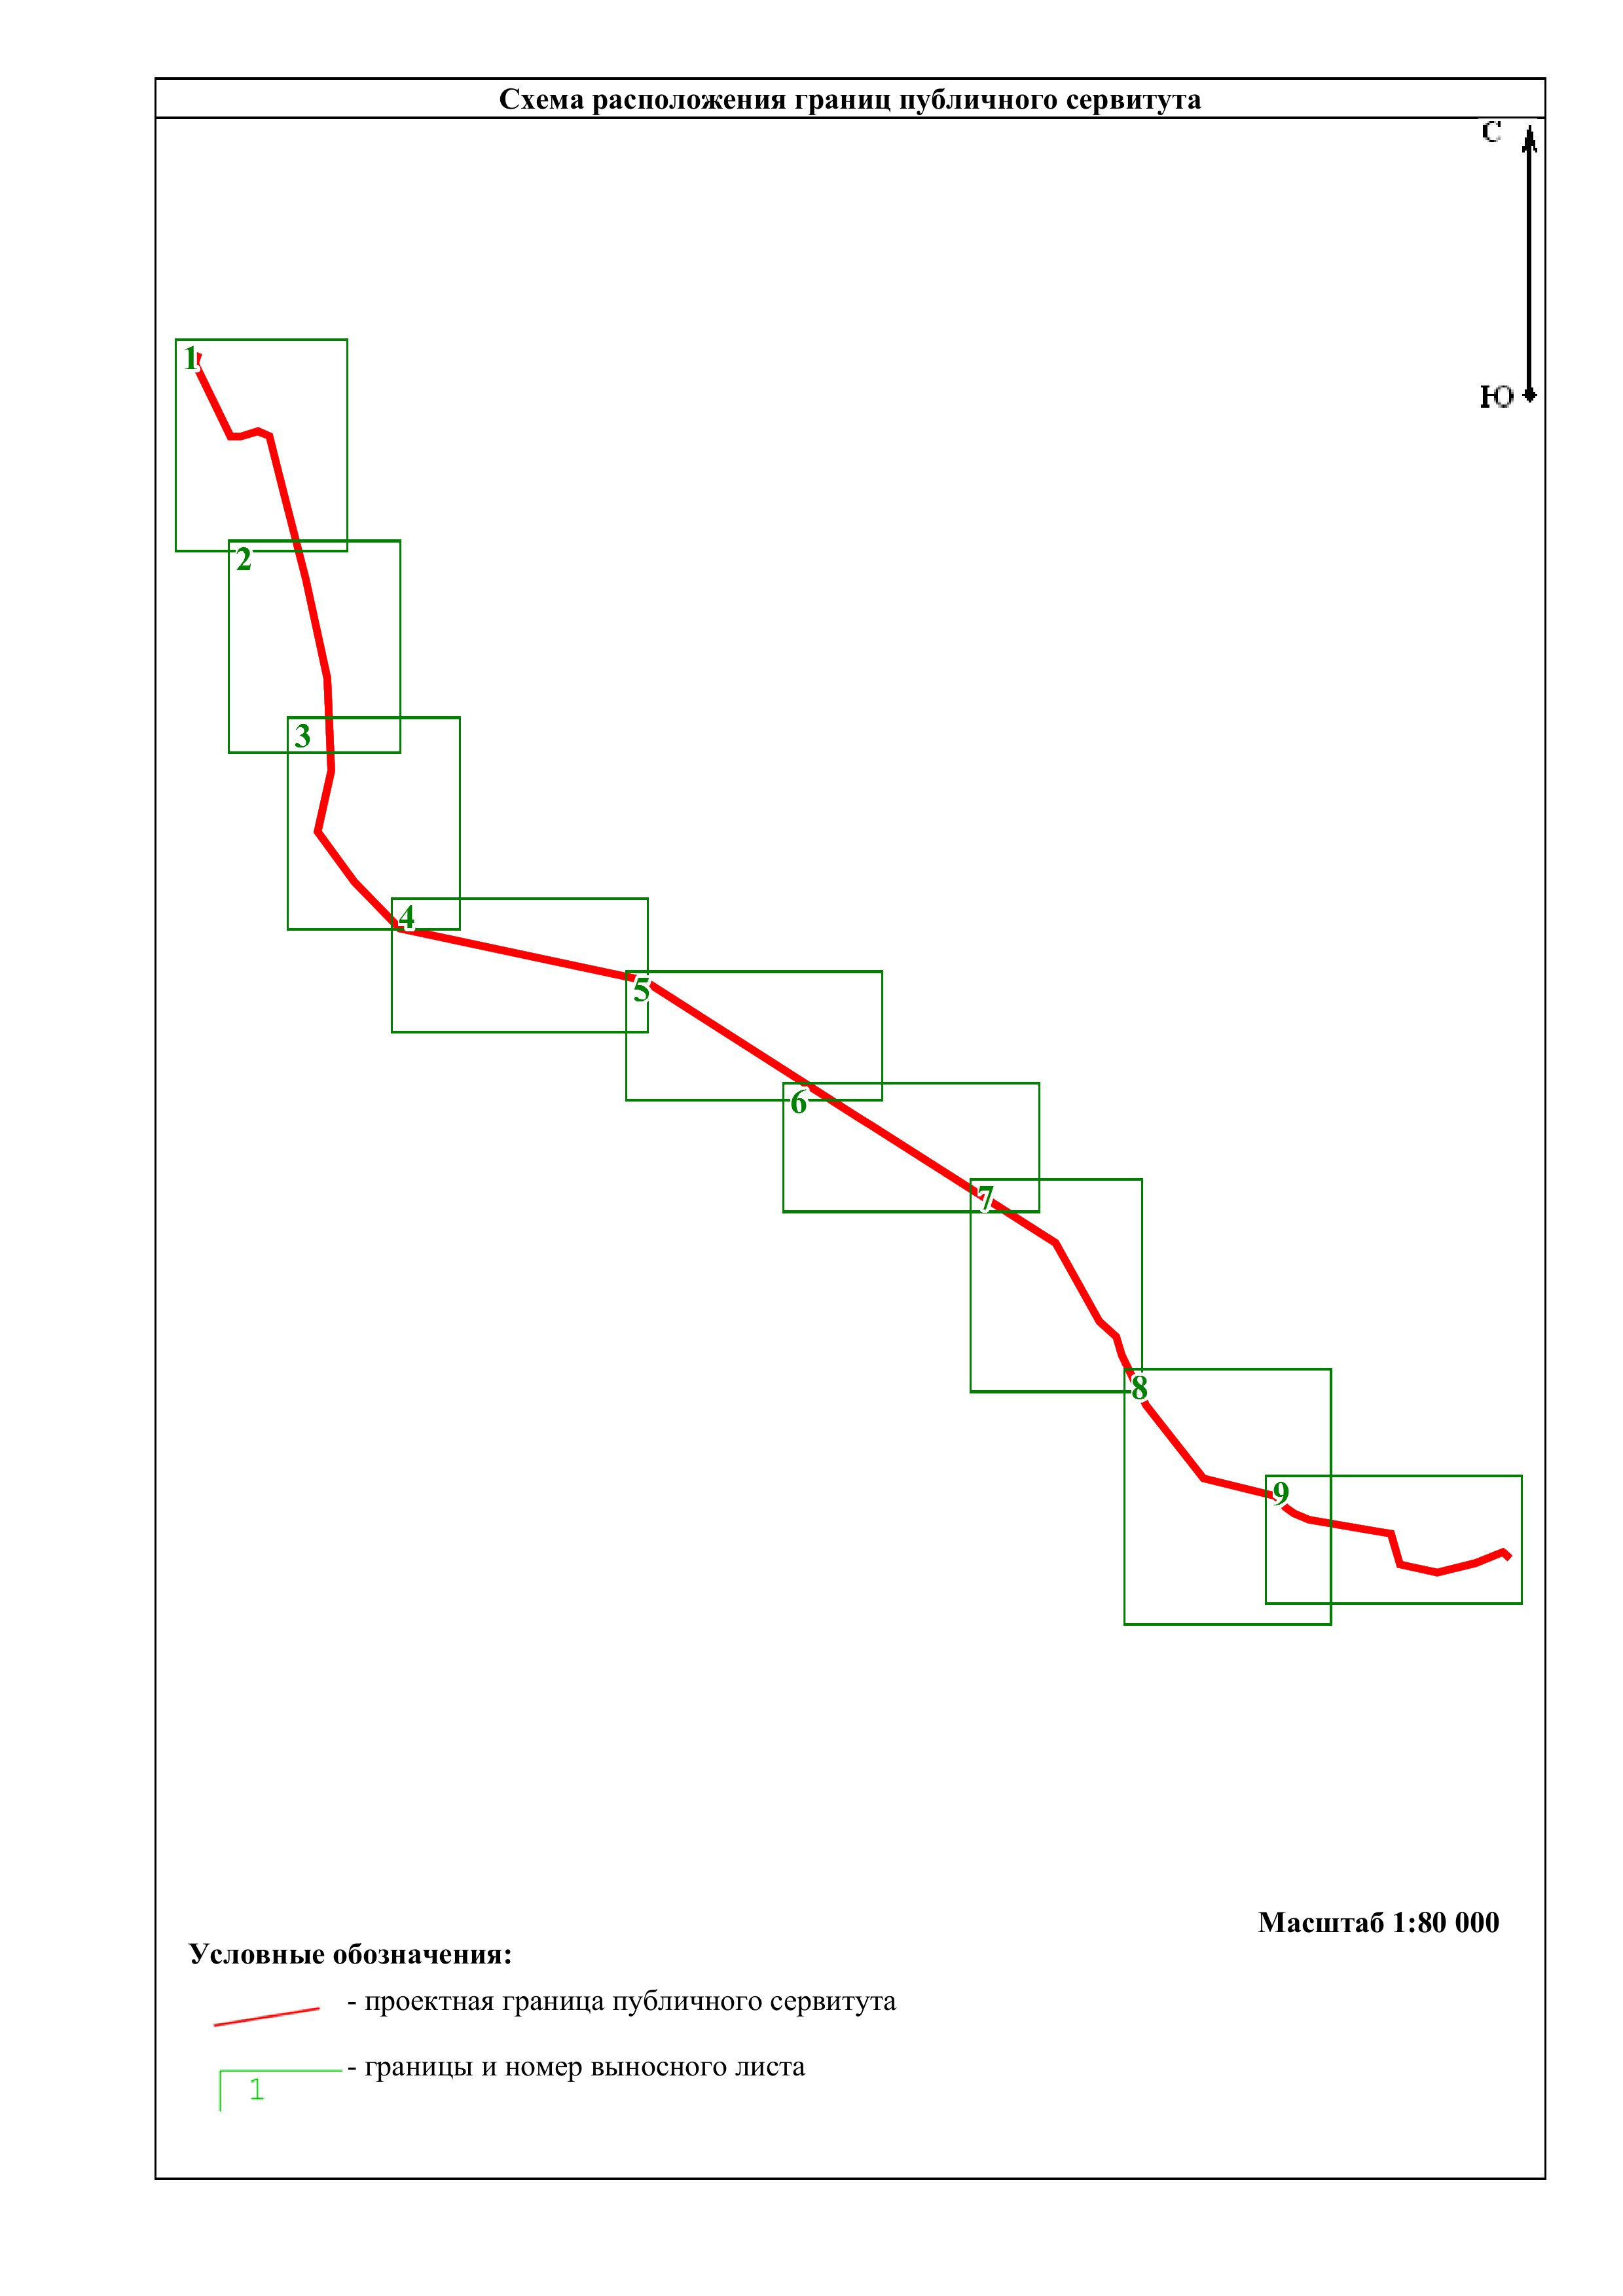 Схема расположения границ публичного сервитута
С
Ю
1
2
3
4
5
6
7
8
9
Масштаб 1:80 000
Условные обозначения:
- проектная граница публичного сервитута
- границы и номер выносного листа
1